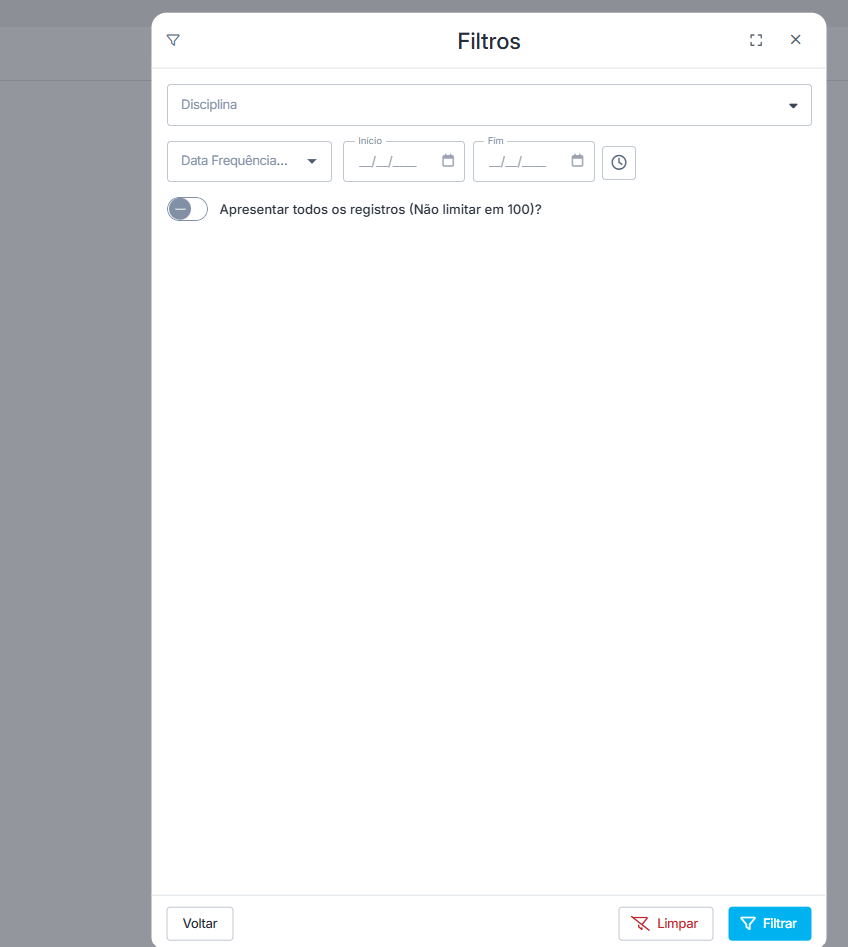 Filtros
Disciplina
Data Frequência...
Início
__/__/____
Fim
__/__/____
Apresentar todos os registros (Não limitar em 100)?
Voltar
Limpar
Filtrar